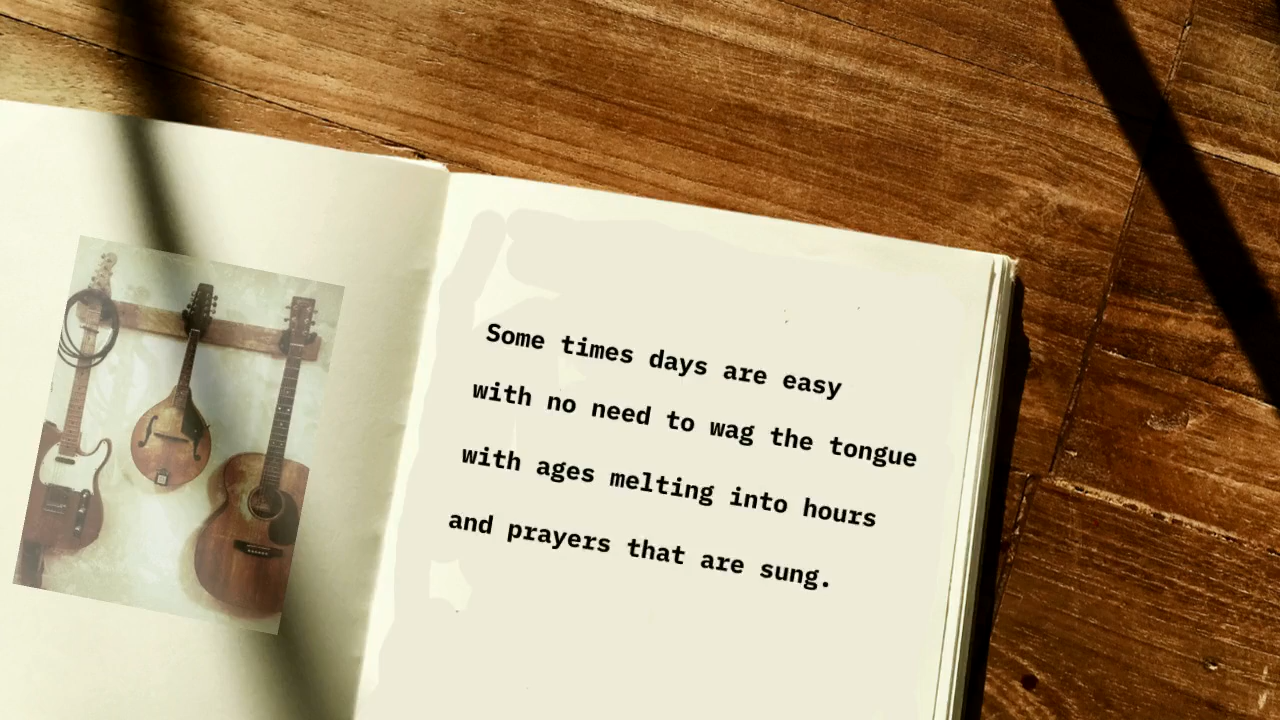 Some times days are easy
with no need to wag the tongue
with ages melting into hours
and prayers that are sung.